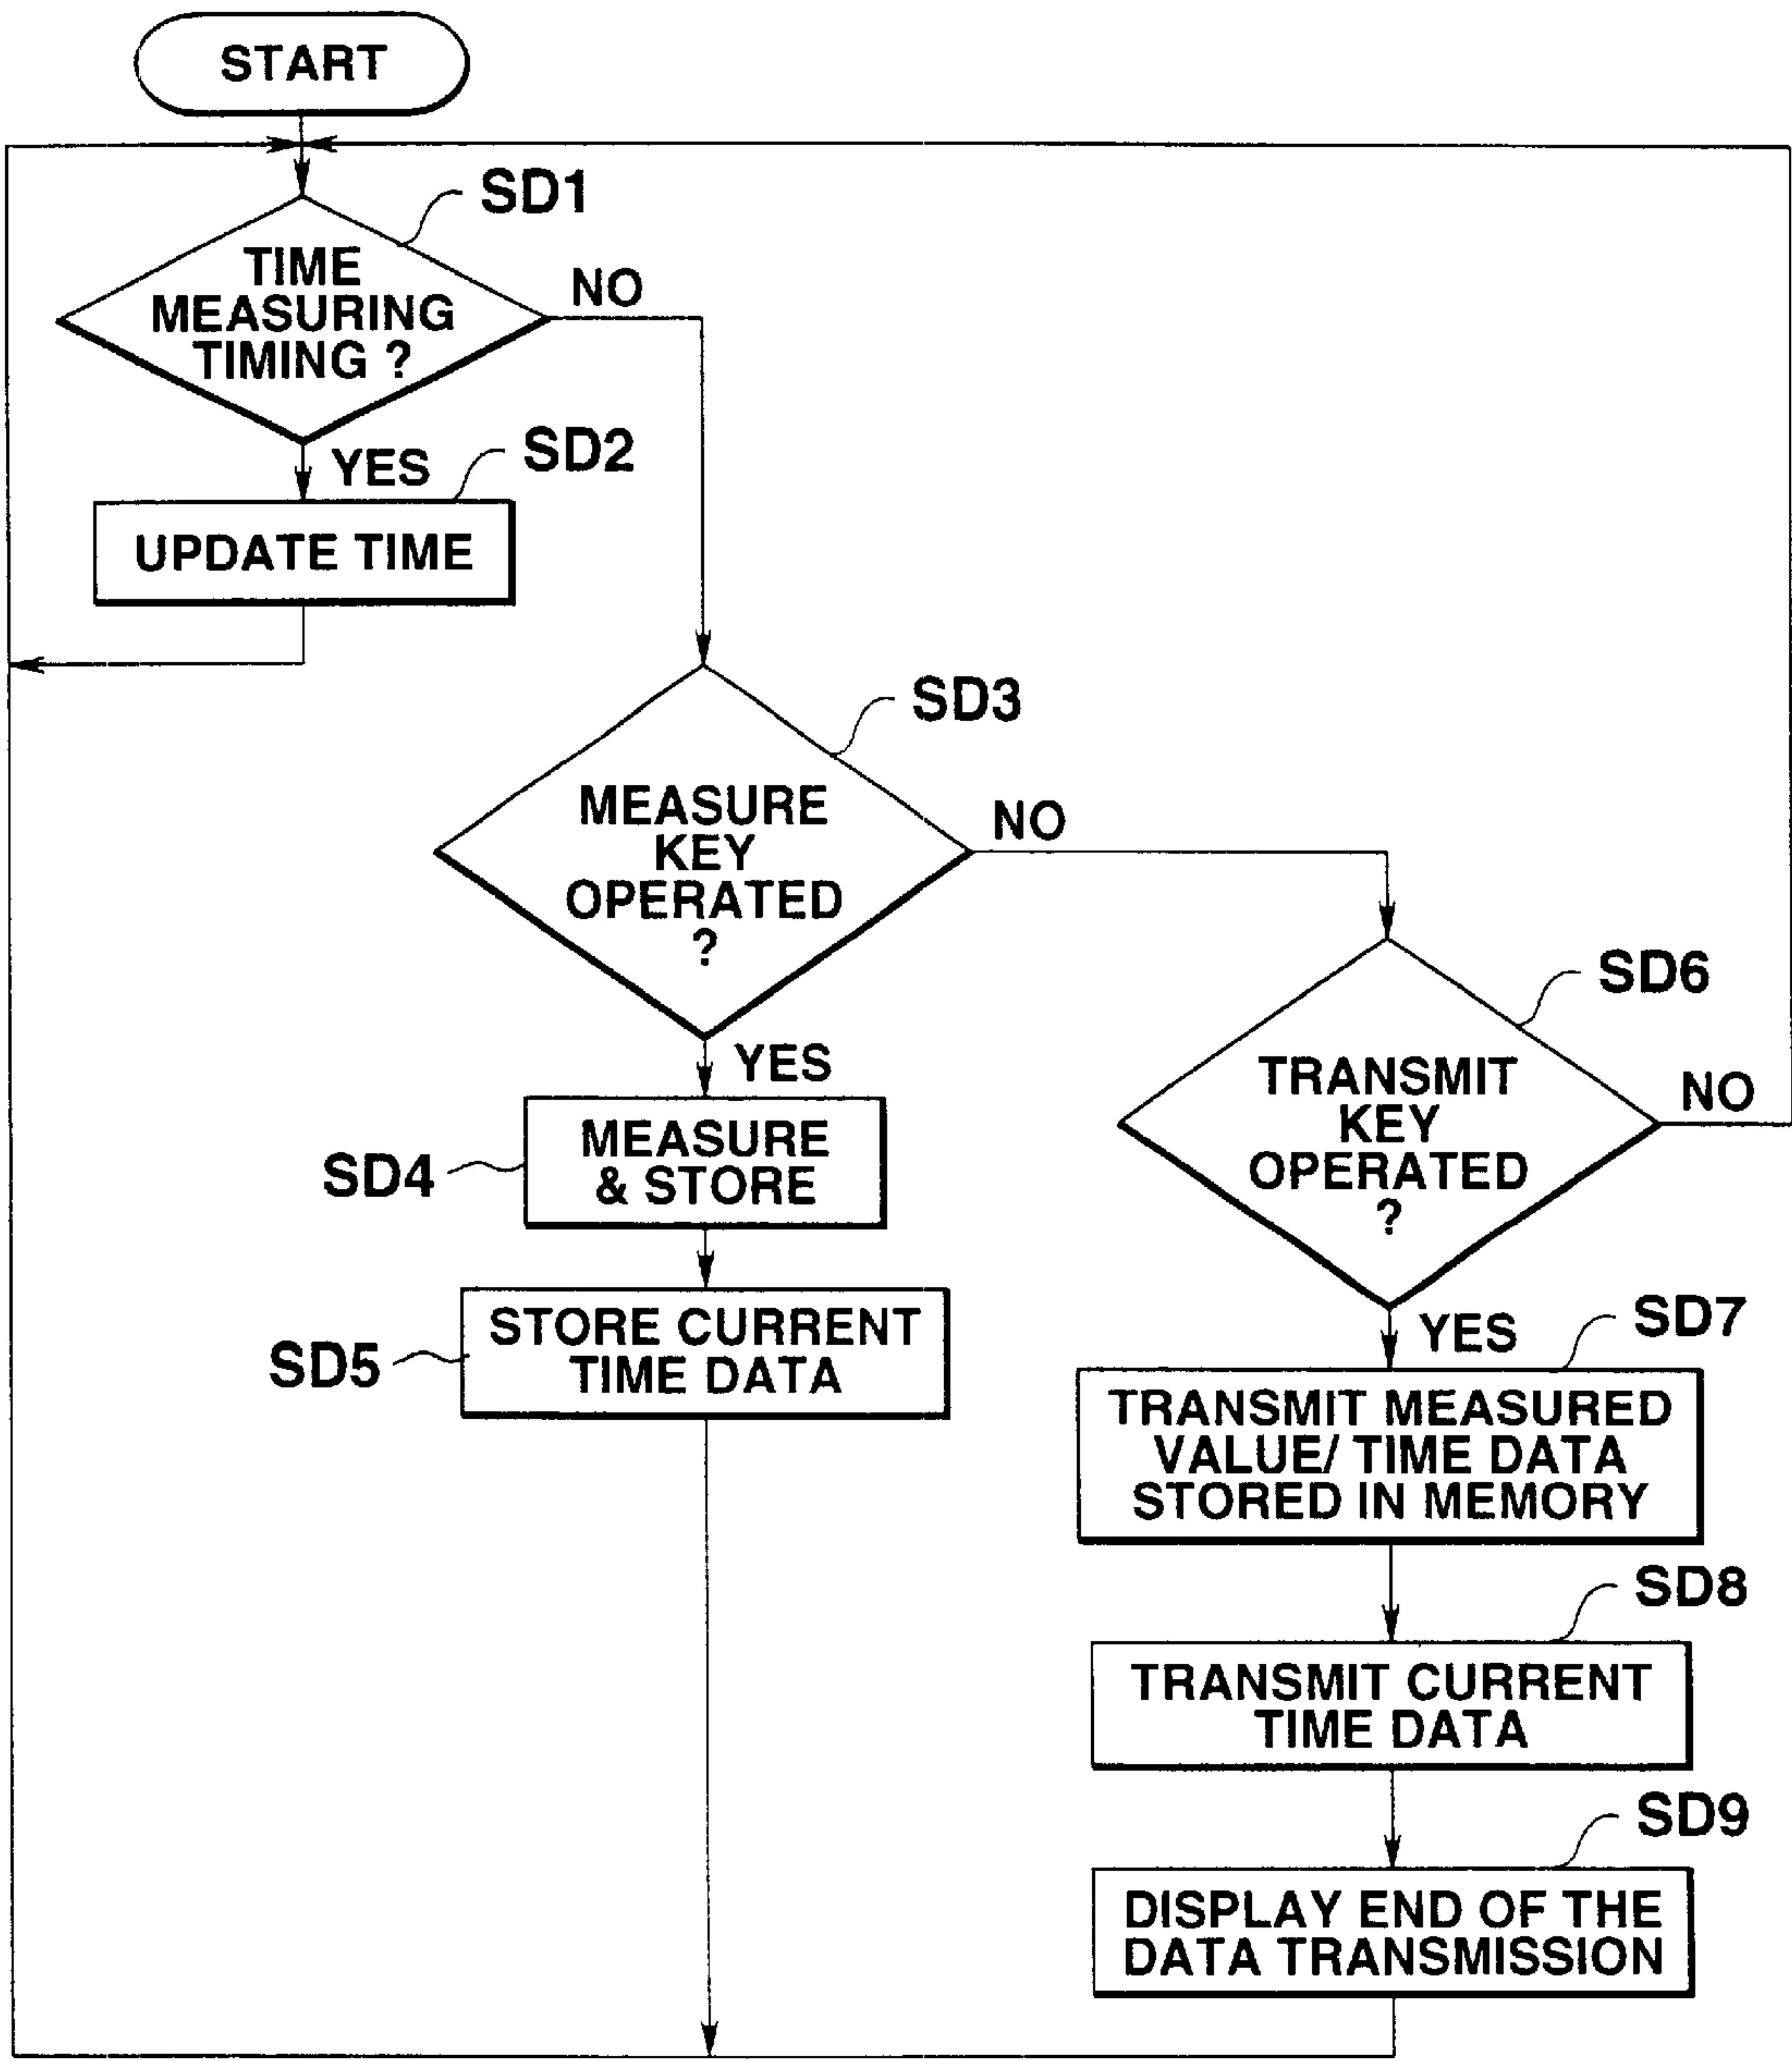 START
SD1
TIME
MEASURING
TIMING ?
NO
YES
SD2
UPDATE TIME
SD3
MEASURE
KEY
OPERATED
?
NO
YES
SD4
MEASURE
& STORE
SD5
STORE CURRENT
TIME DATA
SD6
TRANSMIT
KEY
OPERATED
?
NO
YES
SD7
TRANSMIT MEASURED
VALUE/ TIME DATA
STORED IN MEMORY
SD8
TRANSMIT CURRENT
TIME DATA
SD9
DISPLAY END OF THE
DATA TRANSMISSION